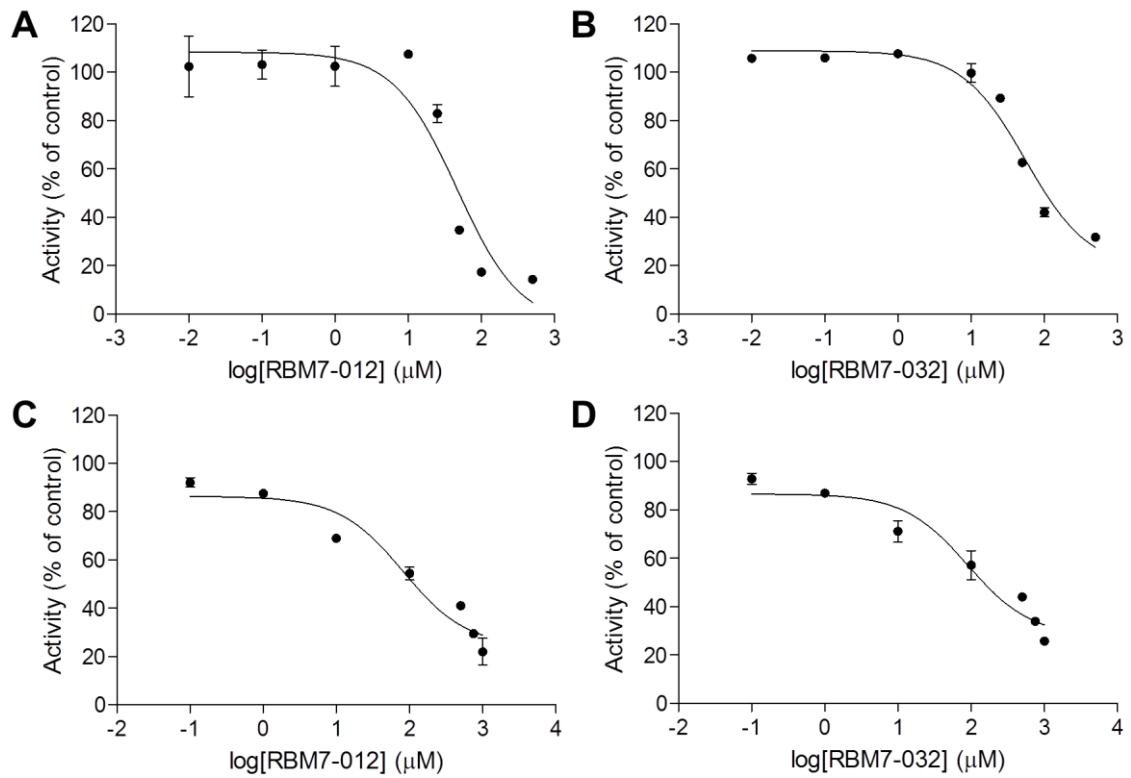 A
Activity (% of control)
120
100
80
60
40
20
0
-3 -2 -1 0 1 2 3
log[RBM7-012] (μM)
B
Activity (% of control)
120
100
80
60
40
20
0
-3 -2 -1 0 1 2 3
log[RBM7-032] (μM)
C
Activity (% of control)
120
100
80
60
40
20
0
-2 -1 0 1 2 3 4
log[RBM7-012] (μM)
D
Activity (% of control)
120
100
80
60
40
20
0
-2 -1 0 1 2 3 4
log[RBM7-032] (μM)